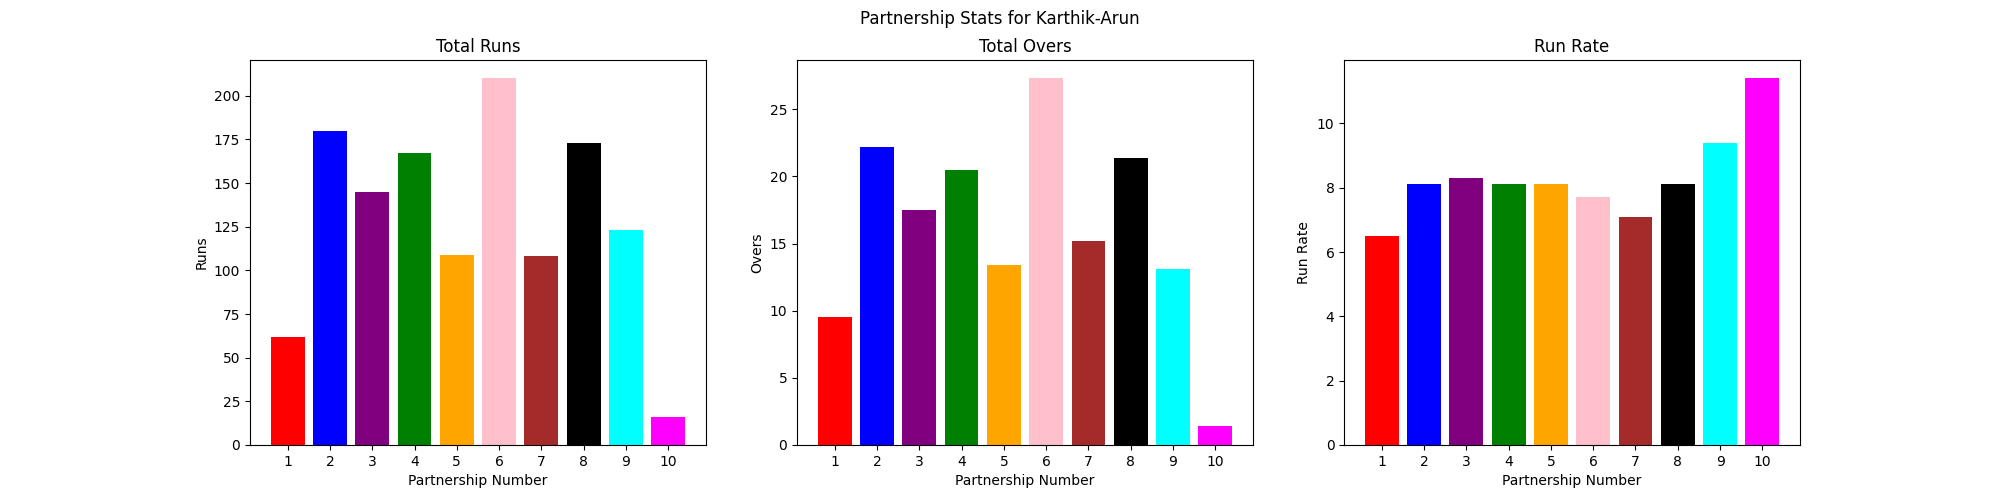 Partnership Stats for Karthik-Arun
Total Runs
Runs
200
175
150
125
100
75
50
25
0
1 2 3 4 5 6 7 8 9 10
Partnership Number
Total Overs
Overs
25
20
15
10
5
0
1 2 3 4 5 6 7 8 9 10
Partnership Number
Run Rate
Run Rate
10
8
6
4
2
0
1 2 3 4 5 6 7 8 9 10
Partnership Number